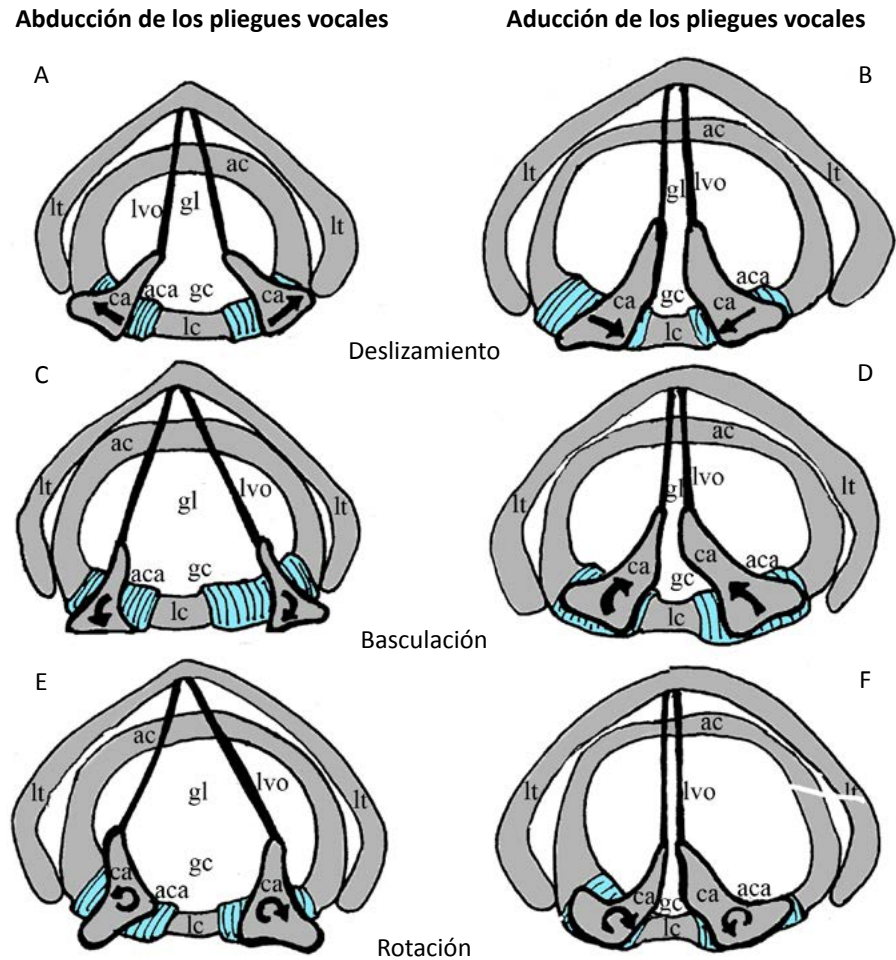 Abducción de los pliegues vocales
Aducción de los pliegues vocales
A
B
ac
lt
lvo
gl
lt
ca
aca
gc
ca
lc
ac
lt
gl
lvo
lt
ca
gc
aca
ca
lc
Deslizamiento
C
D
ac
lt
gl
lvo
lt
aca
gc
lc
ac
lt
gl
lvo
lt
ca
gc
ca
aca
lc
Basculación
E
F
ac
lt
gl
lvo
lt
ca
gc
aca
ca
lc
ac
lt
lvo
lt
ca
gc
ca
aca
lc
Rotación